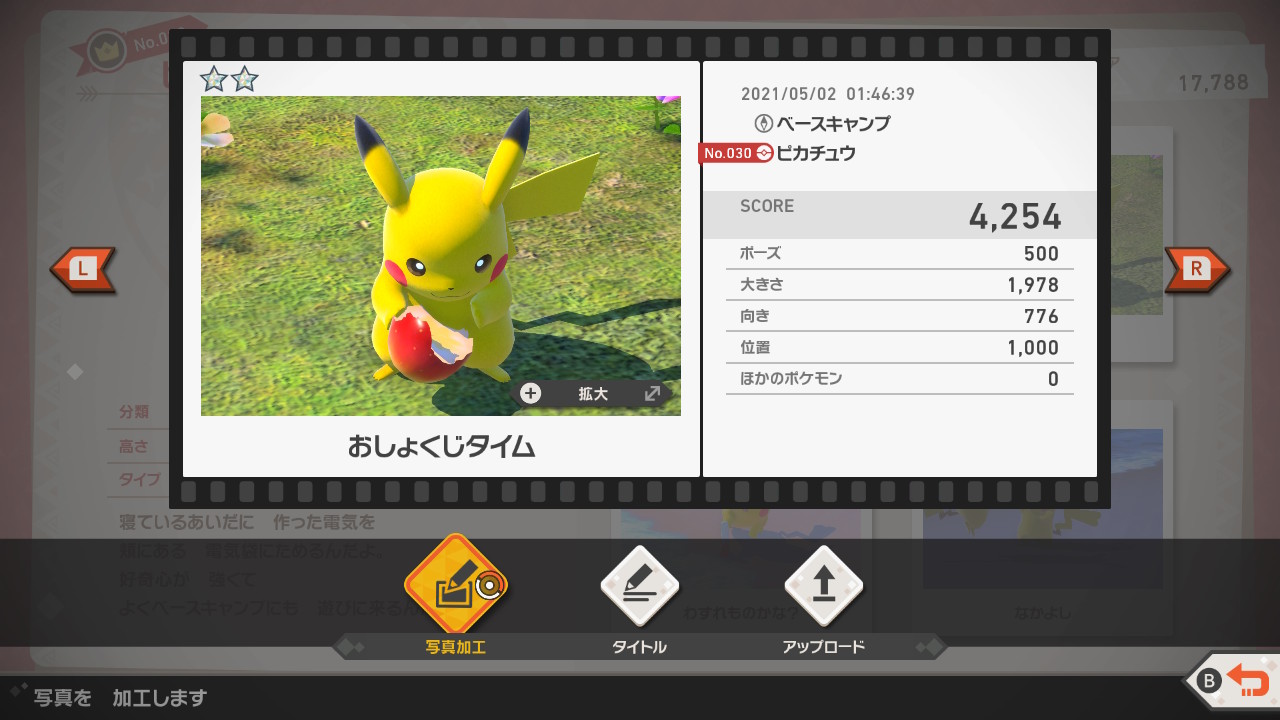 No.0
17,788
2021/05/02 01:46:39
ベースキャンプ
No.030 ピカチュウ
SCORE 4,254
ポーズ 500
大きさ 1,978
向き 776
位置 1,000
ほかのポケモン 0
+ 拡大
おしょくじタイム
L
R
分類
高さ
タイプ
寝ているあいだに 作った電気を
頬にある 電気袋にためるんだよ。
好奇心が 強くて
よくベースキャンプにも 遊びに来る
わすれものかな?
なかよし
写真加工
タイトル
アップロード
写真を 加工します
B